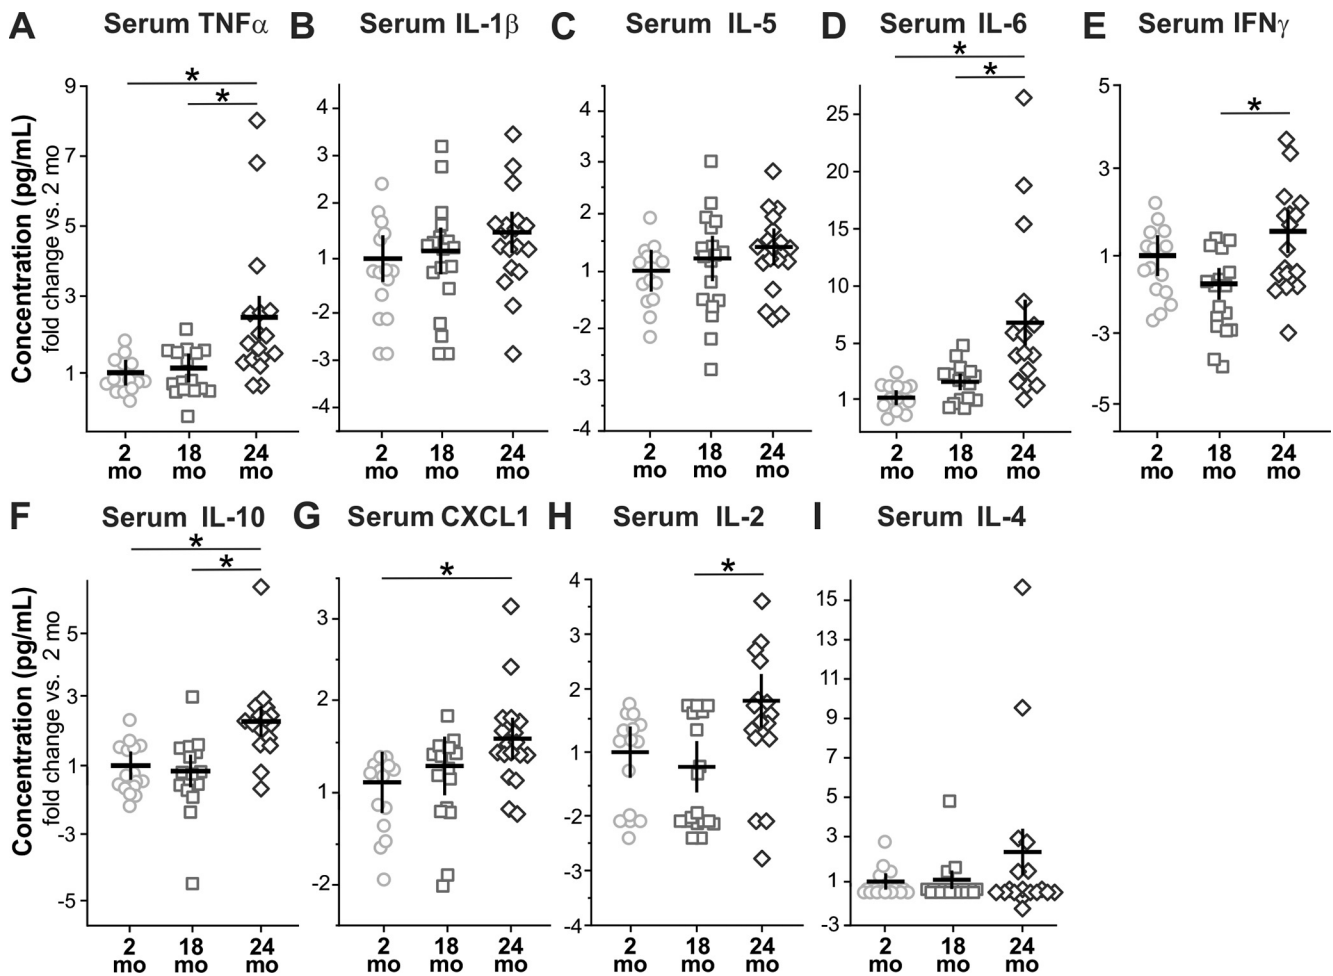 A Serum TNFα
B Serum IL-1β
C Serum IL-5
D Serum IL-6
E Serum IFNγ
Concentration (pg/mL)
fold change vs. 2 mo
* *
9
7
5
3
1
2 mo
18 mo
24 mo
4
3
2
1
-2
-3
-4
2 mo
18 mo
24 mo
5
4
3
2
1
-2
-3
-4
2 mo
18 mo
24 mo
* *
25
20
15
10
5
1
2 mo
18 mo
24 mo
*
5
3
1
-3
-5
2 mo
18 mo
24 mo
F Serum IL-10
G Serum CXCL1
H Serum IL-2
I Serum IL-4
Concentration (pg/mL)
fold change vs. 2 mo
* *
5
3
1
-3
-5
2 mo
18 mo
24 mo
*
3
2
1
-2
2 mo
18 mo
24 mo
*
4
3
2
1
-2
-3
-4
2 mo
18 mo
24 mo
15
13
11
9
7
5
3
1
-3
2 mo
18 mo
24 mo